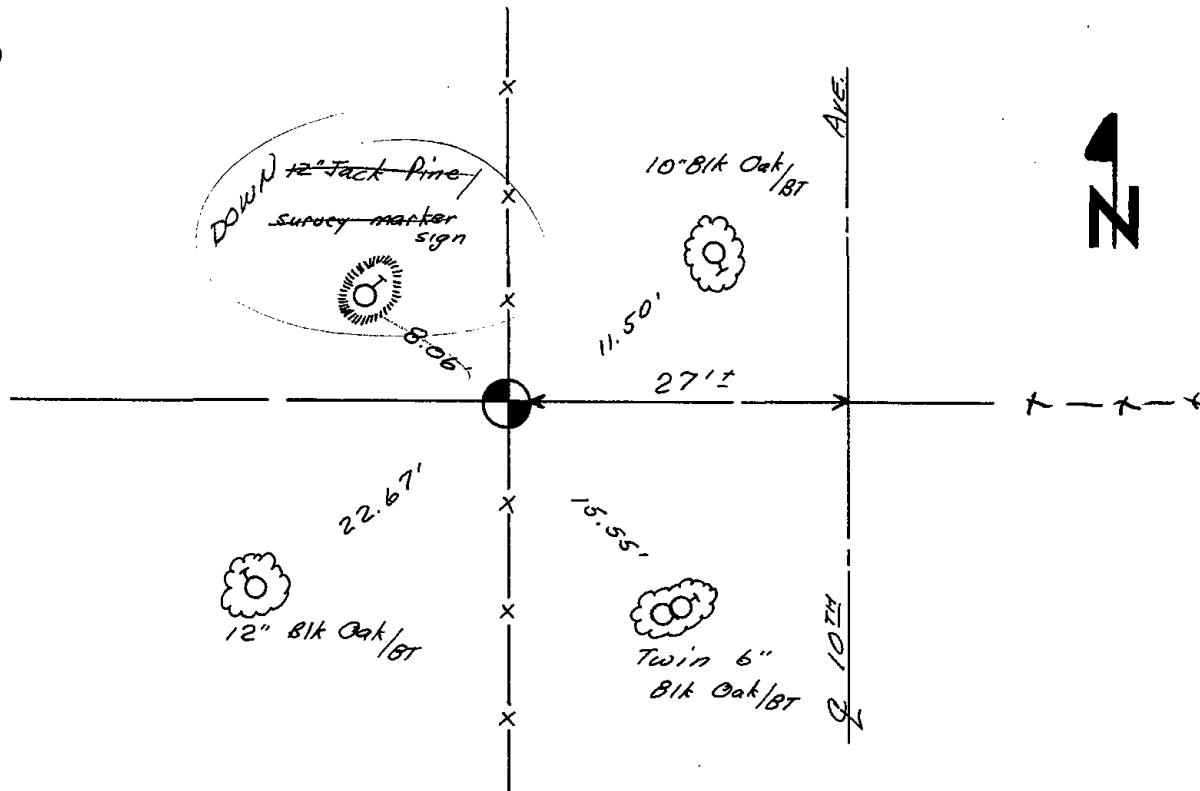 DOWN 12" Jack Pine/
survey marker
sign
8.06'
10" Blk Oak/BT
11.50'
27'±
AVE.
N
x — x — x
22.67'
12" Blk Oak/BT
15.55'
Twin 6"
Blk Oak/BT
℄ 10TH